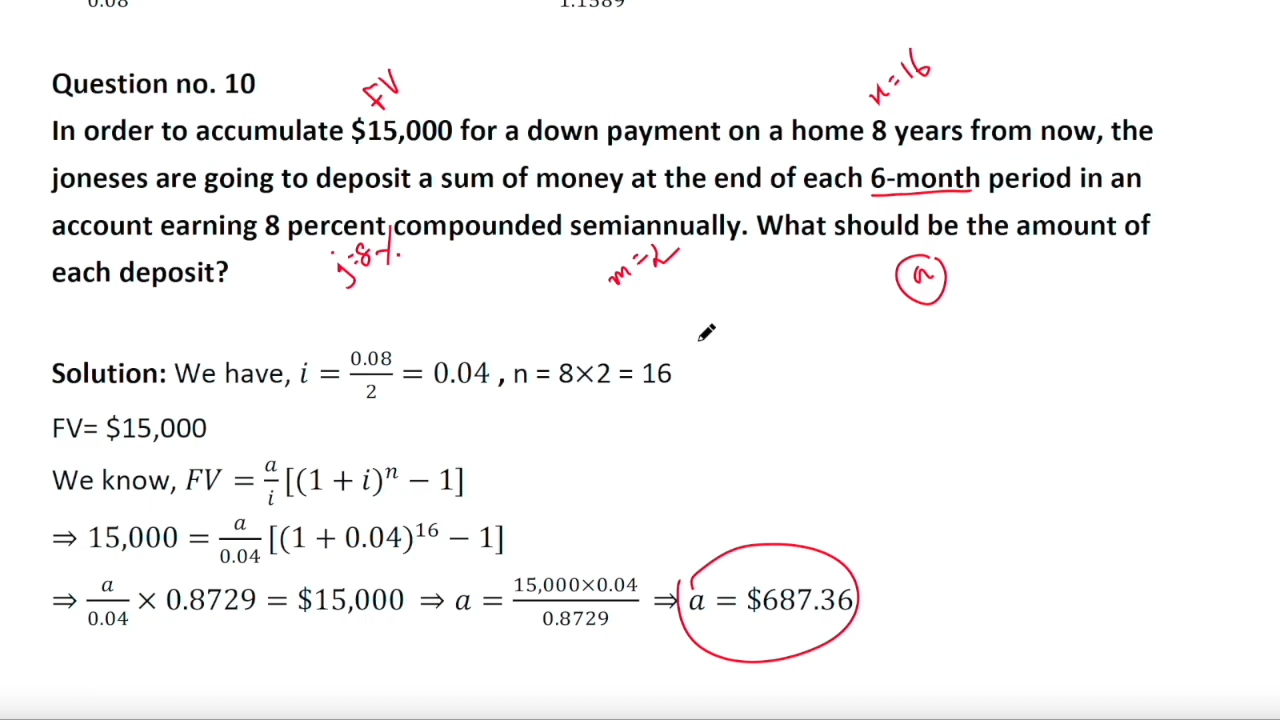 Question no. 10
FV
n=16
In order to accumulate $15,000 for a down payment on a home 8 years from now, the
joneses are going to deposit a sum of money at the end of each 6-month period in an
account earning 8 percent compounded semiannually. What should be the amount of
j=8%.
m=2
a
each deposit?
Solution: We have, i = 0.08/2 = 0.04 , n = 8×2 = 16
FV= $15,000
We know, FV = a/i [(1 + i)^n − 1]
⇒ 15,000 = a/0.04 [(1 + 0.04)^16 − 1]
⇒ a/0.04 × 0.8729 = $15,000 ⇒ a = 15,000×0.04/0.8729 ⇒ a = $687.36